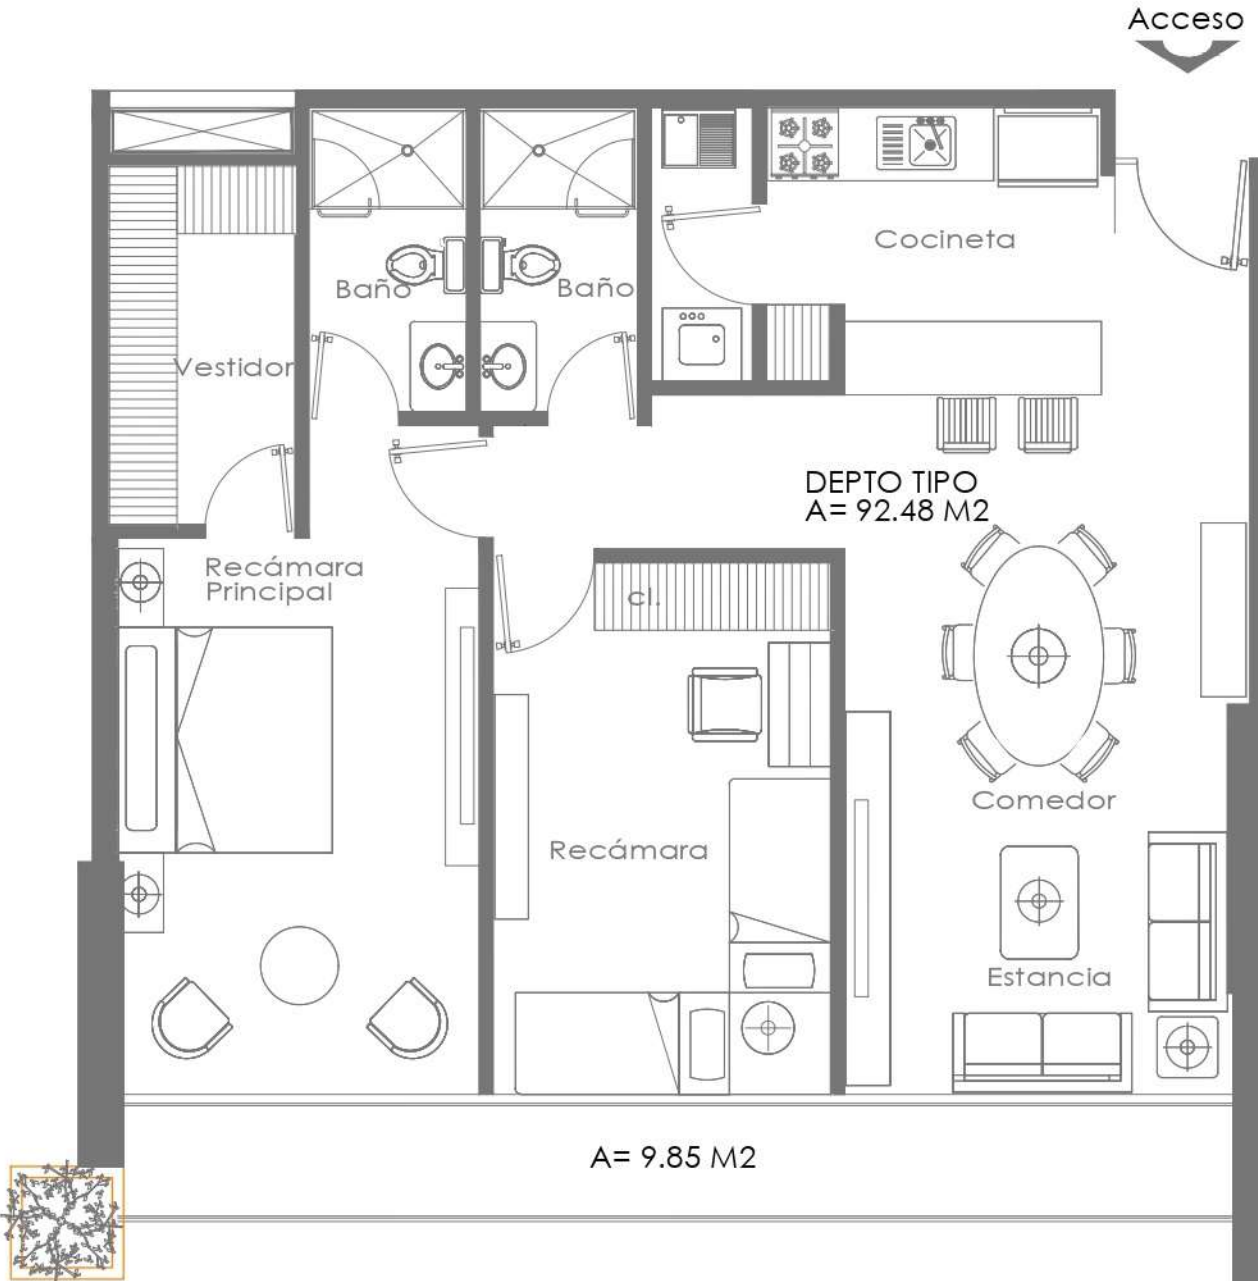 Acceso
Cocineta
Baño
Baño
Vestidor
DEPTO TIPO
A= 92.48 M2
Recámara
Principal
cl.
Comedor
Recámara
Estancia
A= 9.85 M2